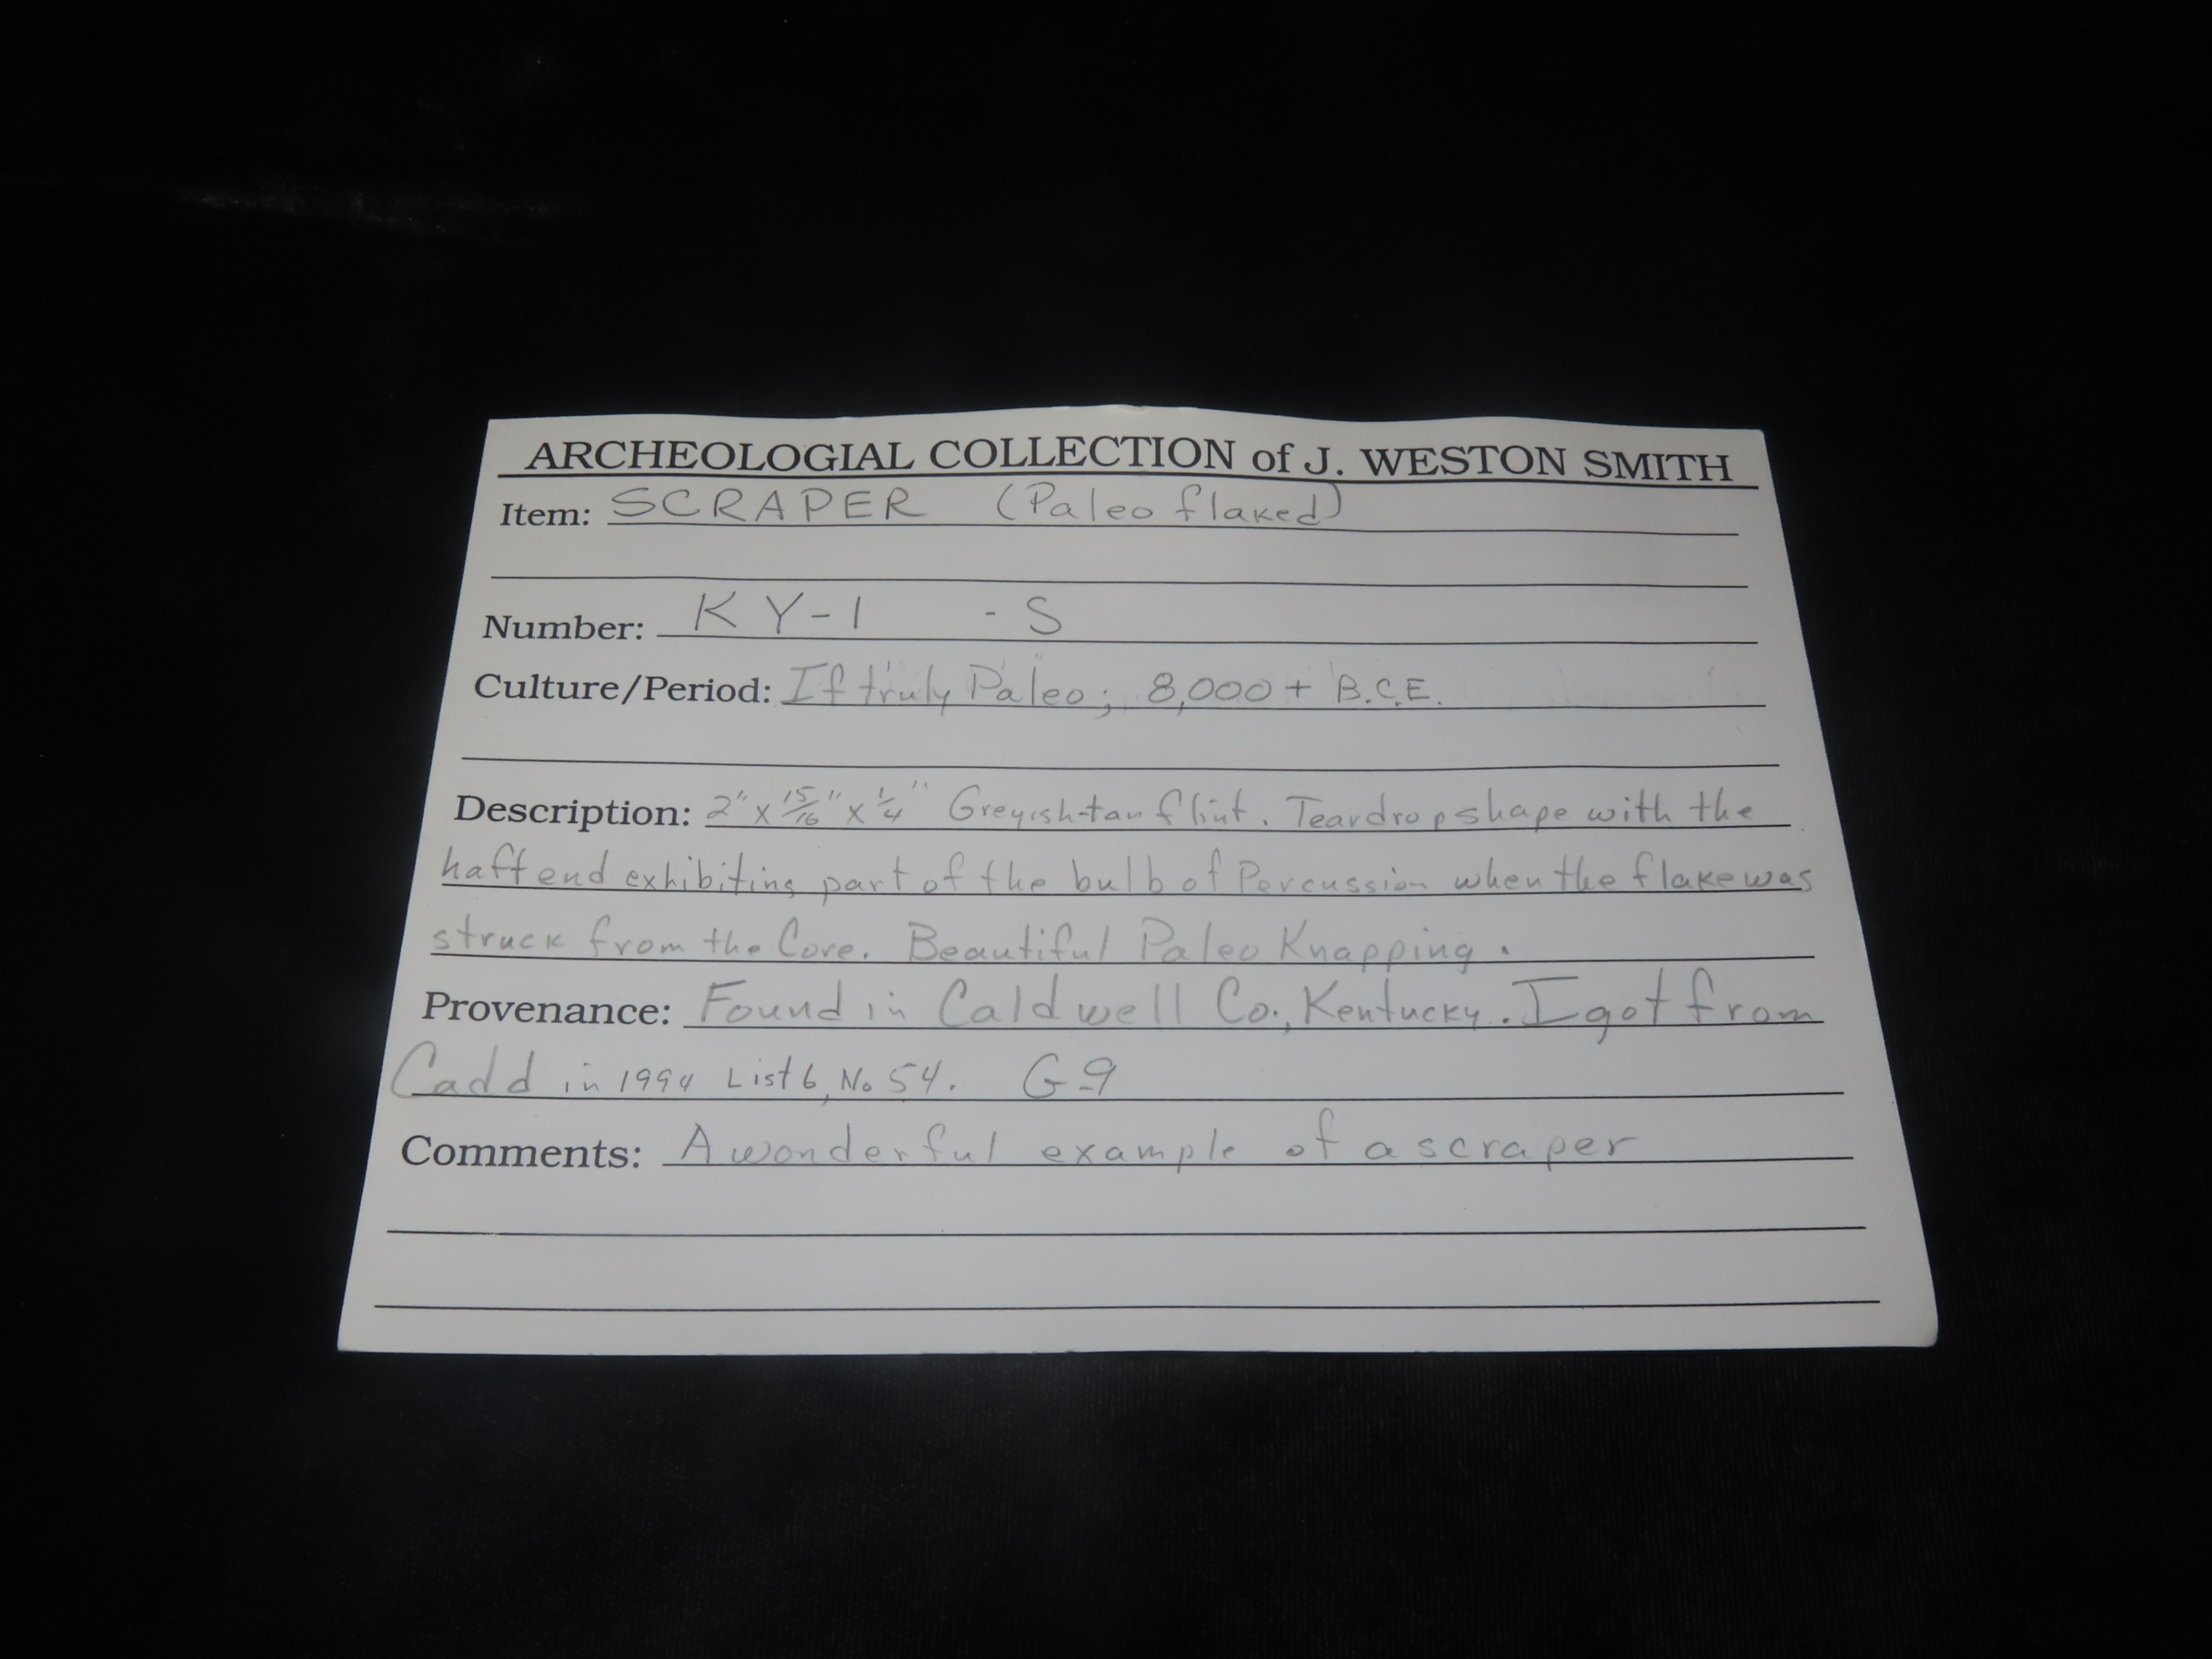 ARCHEOLOGIAL COLLECTION of J. WESTON SMITH
Item: SCRAPER (Paleo flaked)
Number: KY-1 - S
Culture/Period: If truly "Paleo"; 8,000 + B.C.E.
Description: 2" x 15/16" x 1/4" Greyish-tan flint. Teardrop shape with the
haft end exhibiting part of the bulb of Percussion when the flake was
struck from the Core. Beautiful Paleo Knapping.
Provenance: Found in Caldwell Co., Kentucky. I got from
Cadd in 1994 List 6, No 54. G-9
Comments: A wonderful example of a scraper